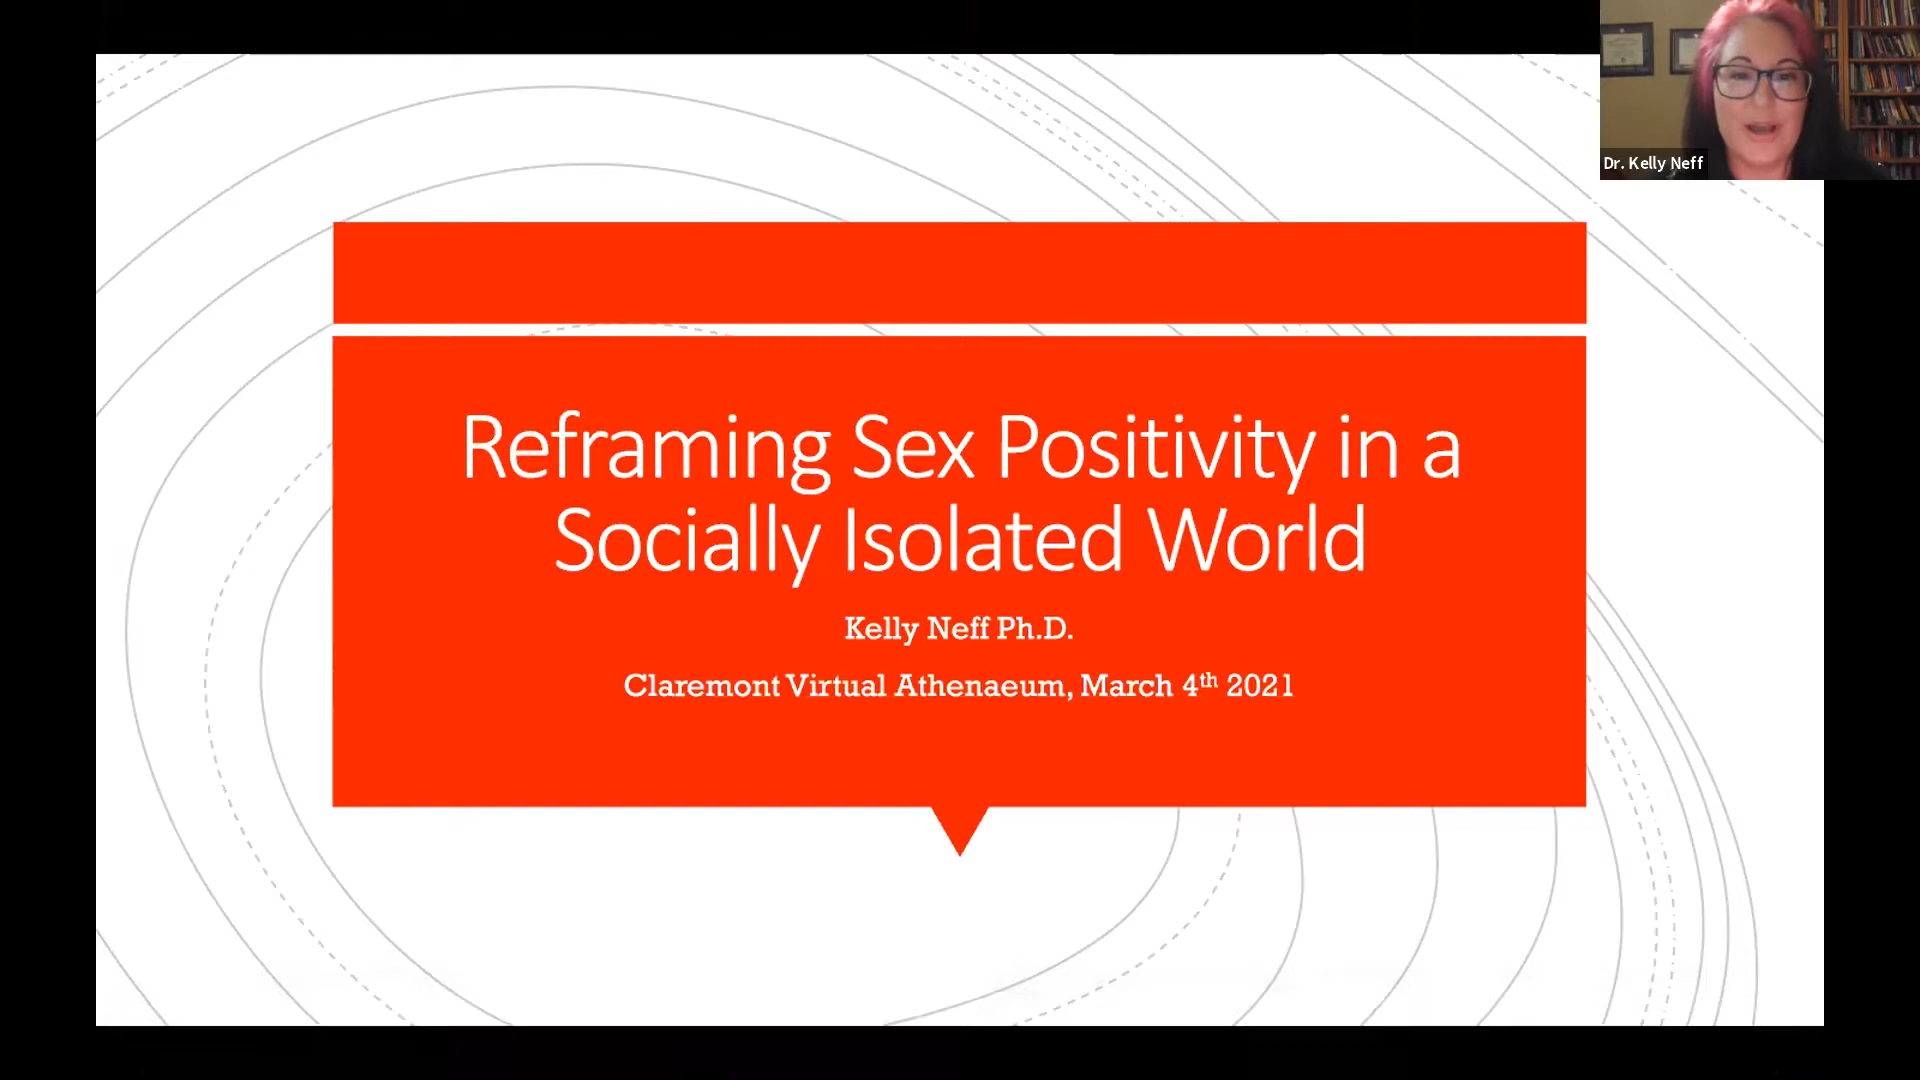 Dr. Kelly Neff
Reframing Sex Positivity in a
Socially Isolated World
Kelly Neff Ph.D.
Claremont Virtual Athenaeum, March 4th 2021